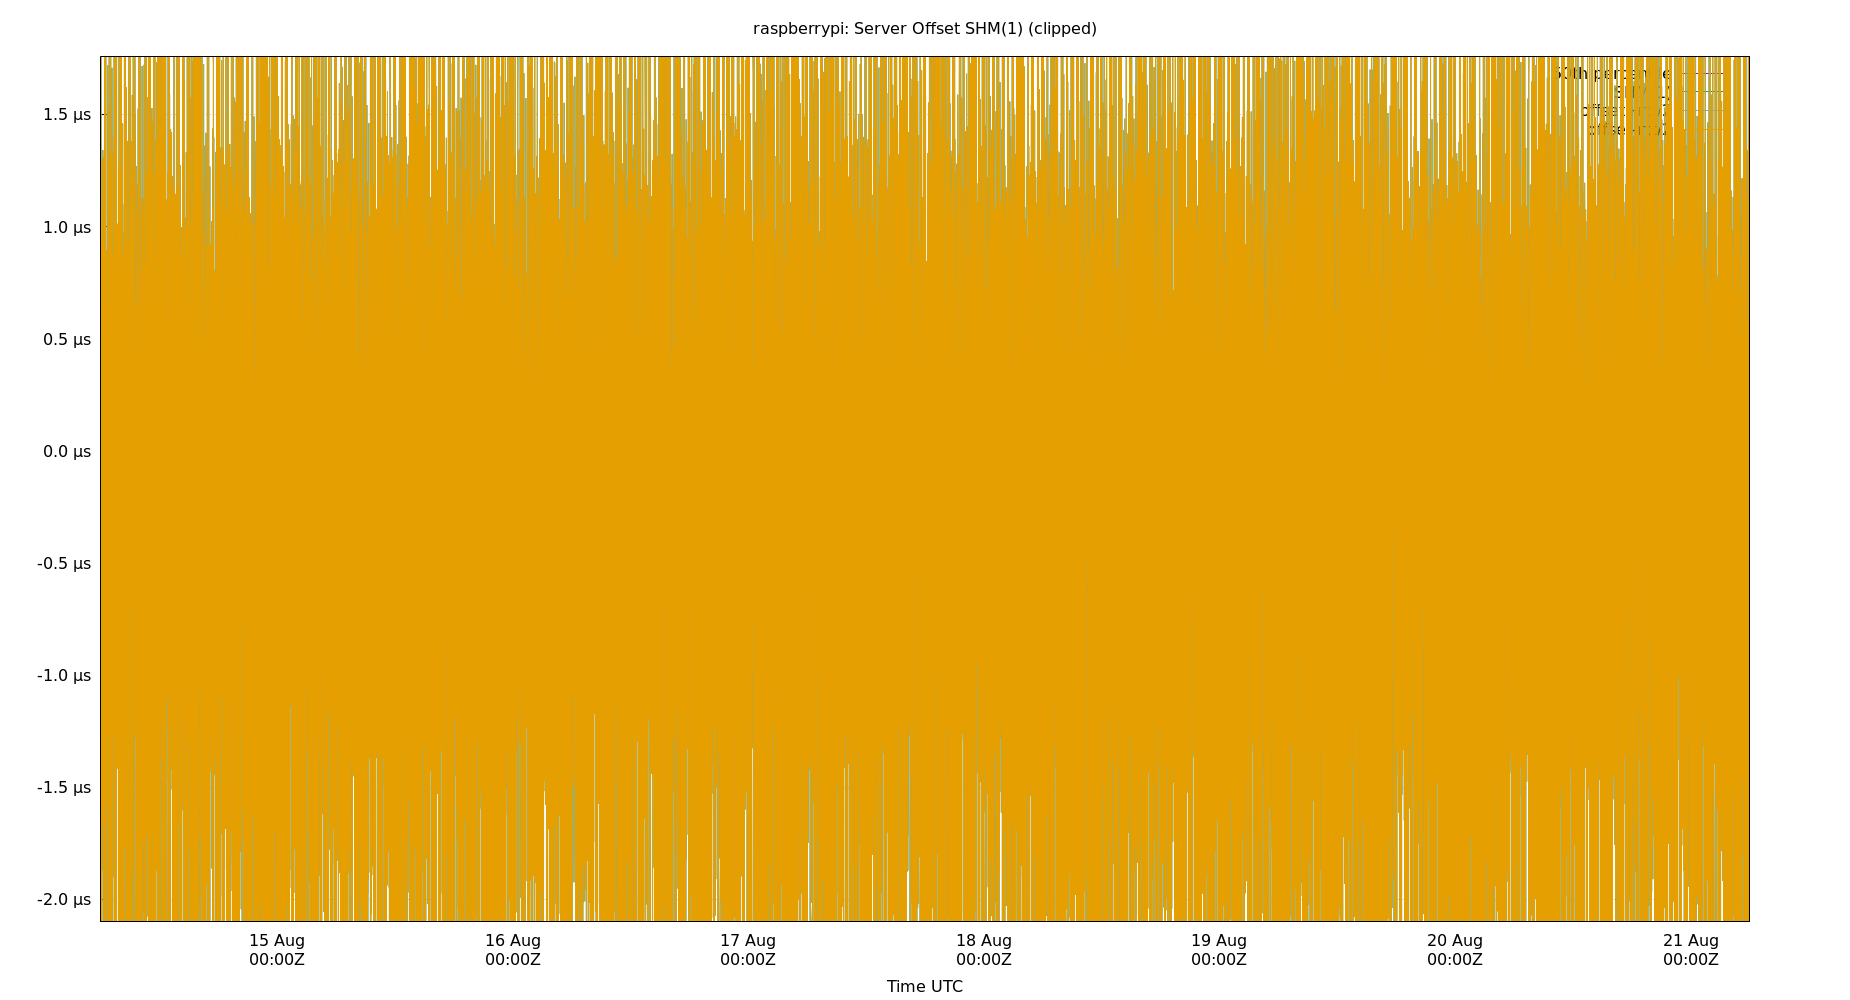 raspberrypi: Server Offset SHM(1) (clipped)
50th percentile
1.5 µs
1.0 µs
0.5 µs
0.0 µs
-0.5 µs
-1.0 µs
-1.5 µs
-2.0 µs
15 Aug 16 Aug 17 Aug 18 Aug 19 Aug 20 Aug 21 Aug
00:00Z 00:00Z 00:00Z 00:00Z 00:00Z 00:00Z 00:00Z
Time UTC